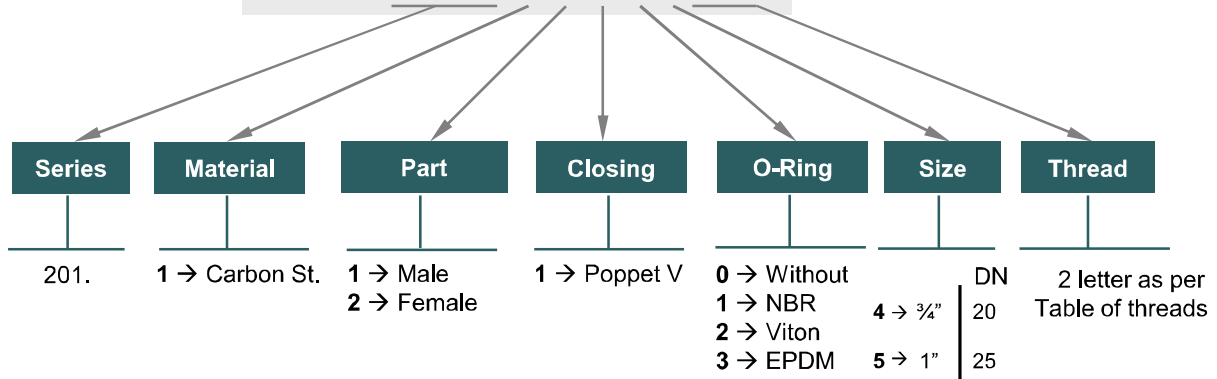 Series Material Part Closing O-Ring Size Thread
201.
1 → Carbon St.
1 → Male
2 → Female
1 → Poppet V
0 → Without
1 → NBR
2 → Viton
3 → EPDM
DN
4 → ¾” 20
5 → 1” 25
2 letter as per
Table of threads